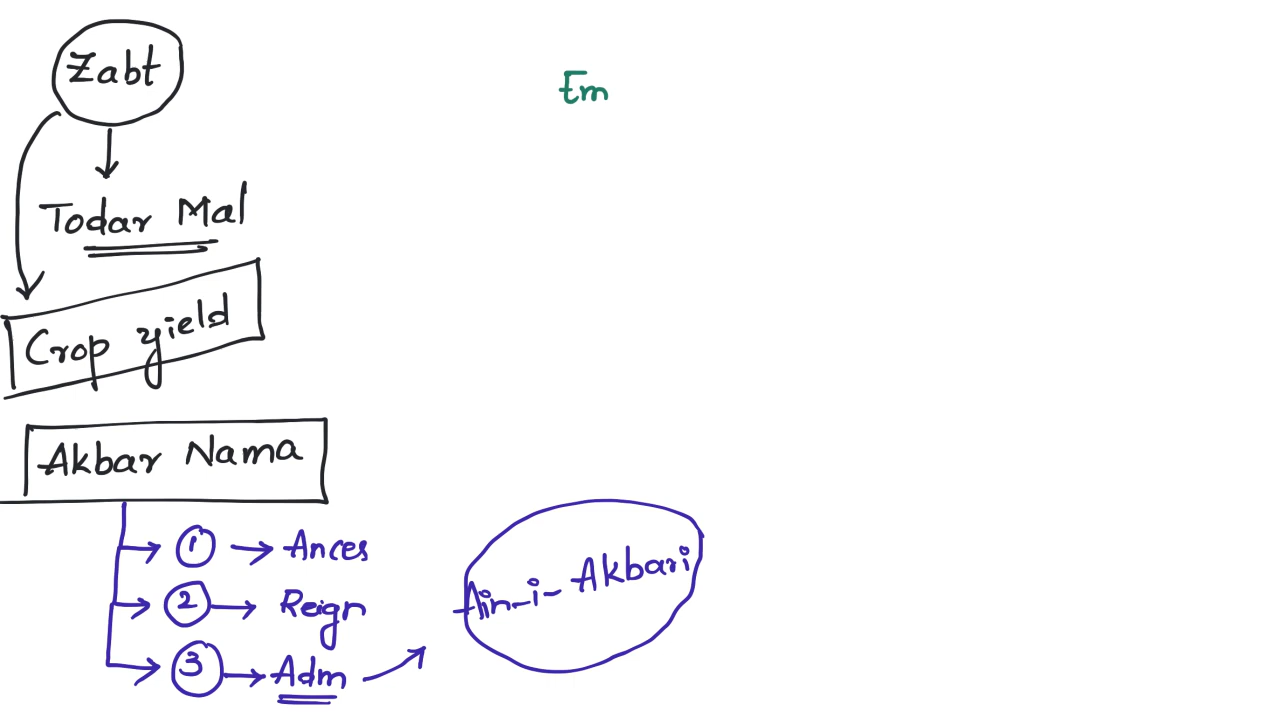 Zabt
Em
Todar Mal
Crop yield
Akbar Nama
1 Ances
2 Reign
3 Adm
Ain-i-Akbari